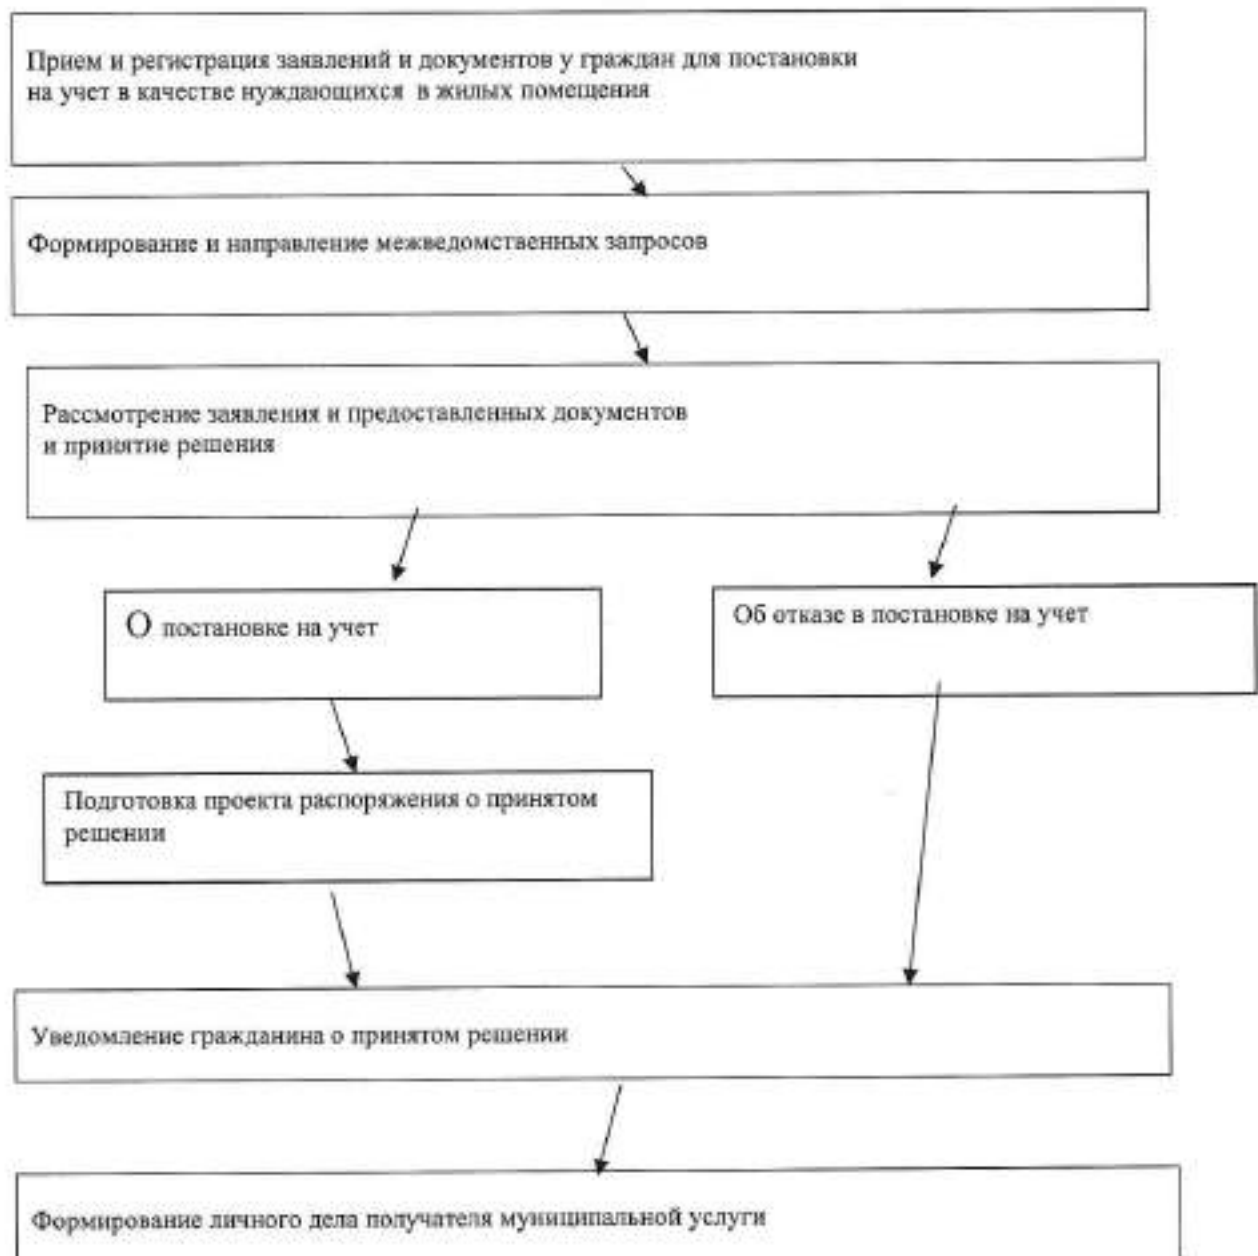 Прием и регистрация заявлений и документов у граждан для постановки
на учет в качестве нуждающихся в жилых помещения
Формирование и направление межведомственных запросов
Рассмотрение заявления и предоставленных документов
и принятие решения
О постановке на учет
Об отказе в постановке на учет
Подготовка проекта распоряжения о принятом
решении
Уведомление гражданина о принятом решении
Формирование личного дела получателя муниципальной услуги